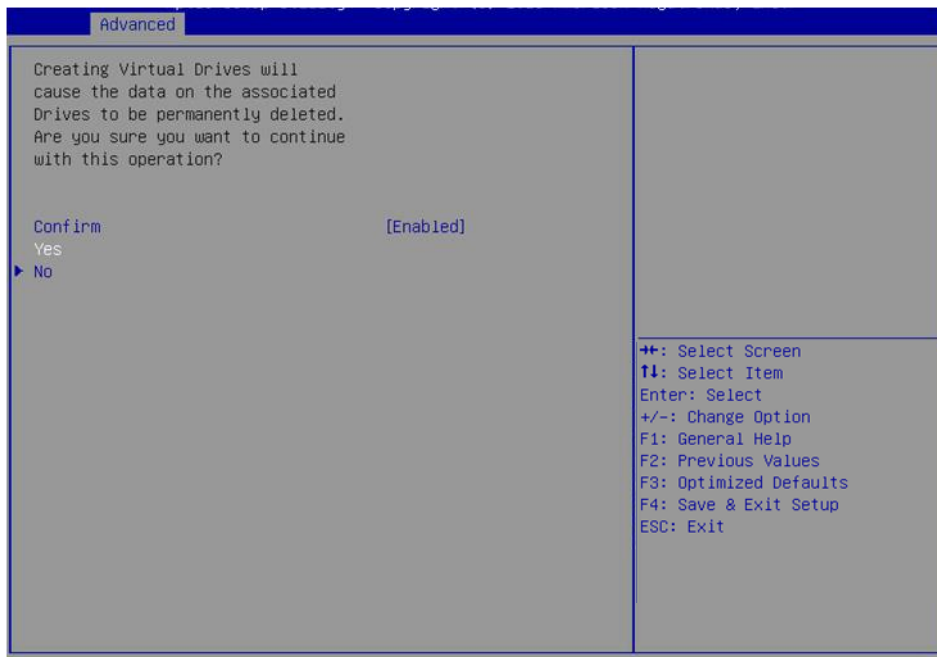 Advanced
Creating Virtual Drives will
cause the data on the associated
Drives to be permanently deleted.
Are you sure you want to continue
with this operation?
Confirm [Enabled]
Yes
No
→←: Select Screen
↑↓: Select Item
Enter: Select
+/-: Change Option
F1: General Help
F2: Previous Values
F3: Optimized Defaults
F4: Save & Exit Setup
ESC: Exit